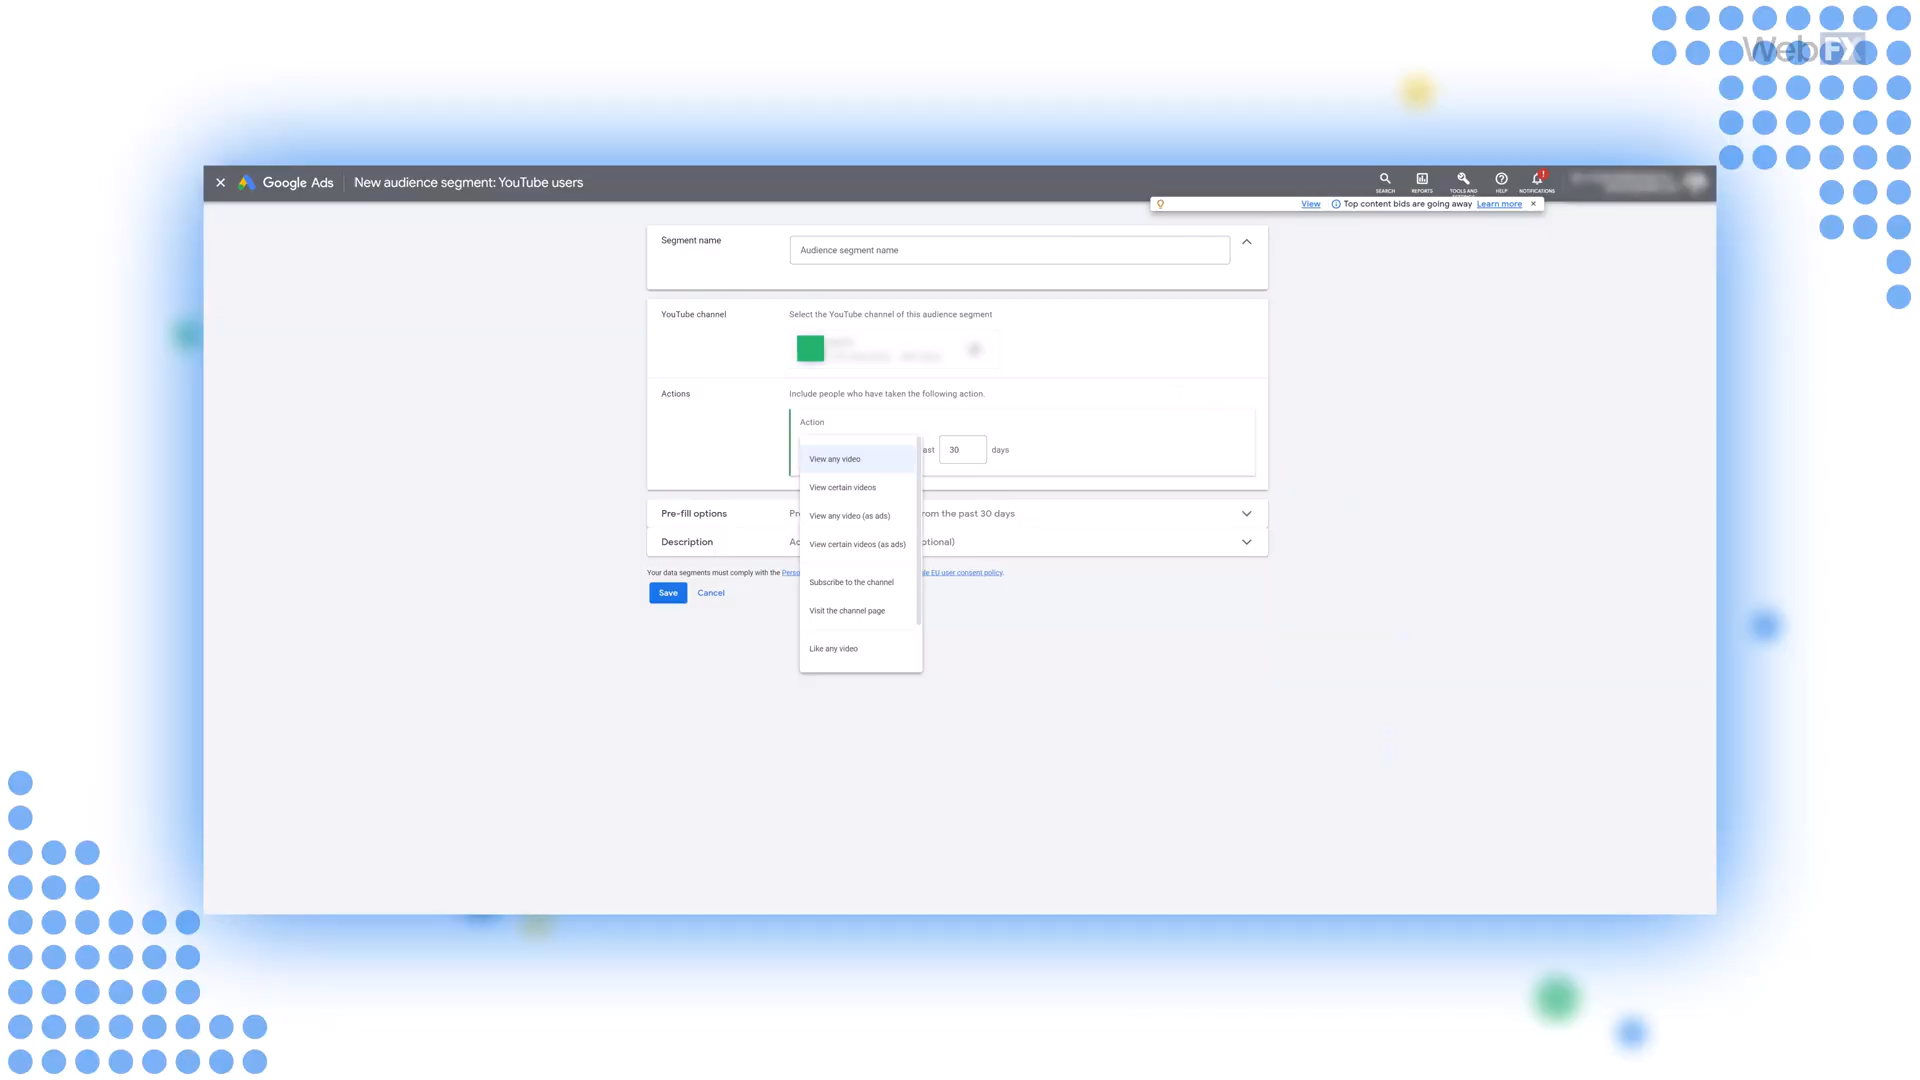 WebFX
Google Ads
New audience segment: YouTube users
SEARCH
REPORTS
TOOLS AND
HELP
NOTIFICATIONS
View
Top content bids are going away Learn more
Segment name
Audience segment name
YouTube channel
Select the YouTube channel of this audience segment
Actions
Include people who have taken the following action.
Action
ast 30 days
View any video
View certain videos
View any video (as ads)
View certain videos (as ads)
Subscribe to the channel
Visit the channel page
Like any video
Pre-fill options
Pr rom the past 30 days
Description
Ac ptional)
Your data segments must comply with the Perso le EU user consent policy.
Save
Cancel